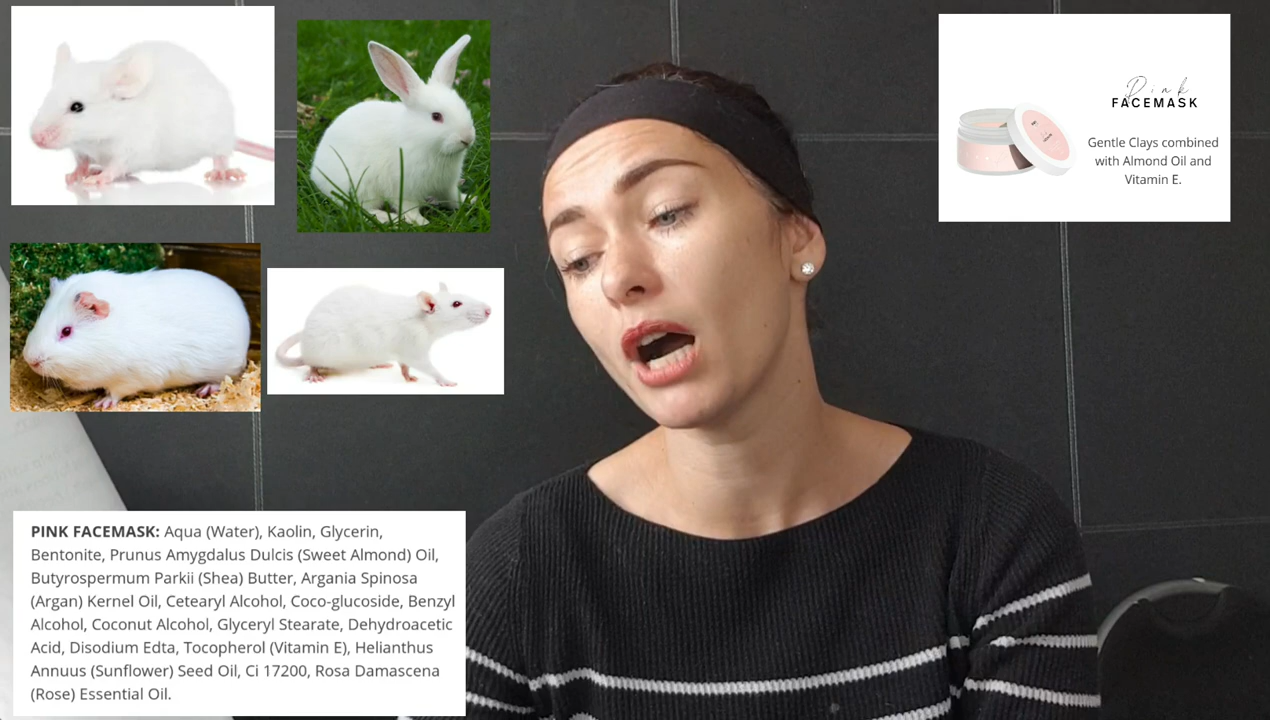 Pink
FACEMASK
Gentle Clays combined
with Almond Oil and
Vitamin E.
PINK FACEMASK: Aqua (Water), Kaolin, Glycerin,
Bentonite, Prunus Amygdalus Dulcis (Sweet Almond) Oil,
Butyrospermum Parkii (Shea) Butter, Argania Spinosa
(Argan) Kernel Oil, Cetearyl Alcohol, Coco-glucoside, Benzyl
Alcohol, Coconut Alcohol, Glyceryl Stearate, Dehydroacetic
Acid, Disodium Edta, Tocopherol (Vitamin E), Helianthus
Annuus (Sunflower) Seed Oil, Ci 17200, Rosa Damascena
(Rose) Essential Oil.